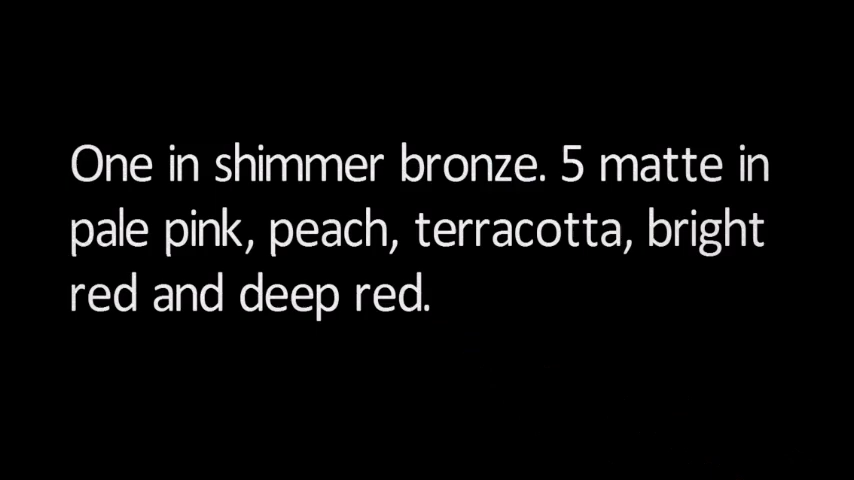 One in shimmer bronze. 5 matte in
pale pink, peach, terracotta, bright
red and deep red.